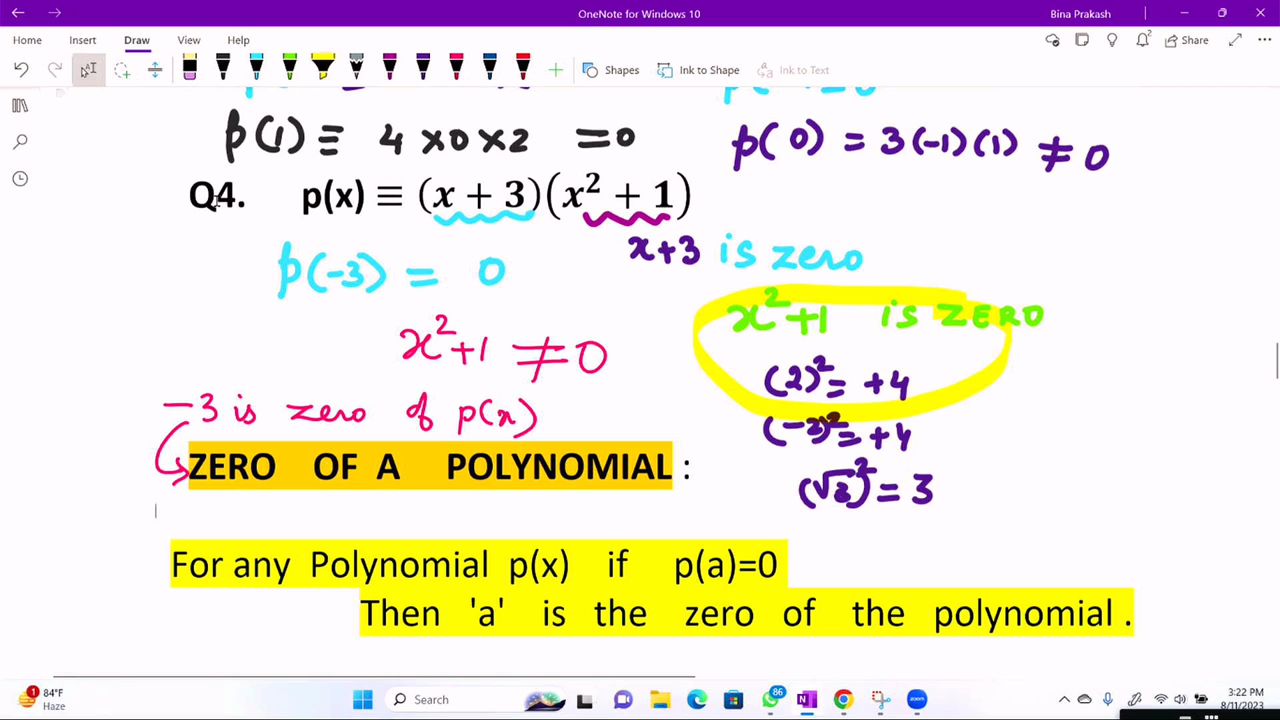 OneNote for Windows 10
Bina Prakash
Home Insert Draw View Help
Share
Shapes
Ink to Shape
Ink to Text
p(1) ≡ 4 ×0 ×2 =0
p(0) = 3(-1)(1) ≠ 0
Q4. p(x) ≡ (x + 3)(x² + 1)
x+3 is zero
p(-3) = 0
x²+1 is ZERO
x²+1 ≠ 0
(2)² = +4
-3 is zero of p(x)
(-2)² = +4
ZERO OF A POLYNOMIAL :
(√3)² = 3
For any Polynomial p(x) if p(a)=0
Then 'a' is the zero of the polynomial .
1
84°F
Haze
Search
86
zoom
3:22 PM
8/11/2023